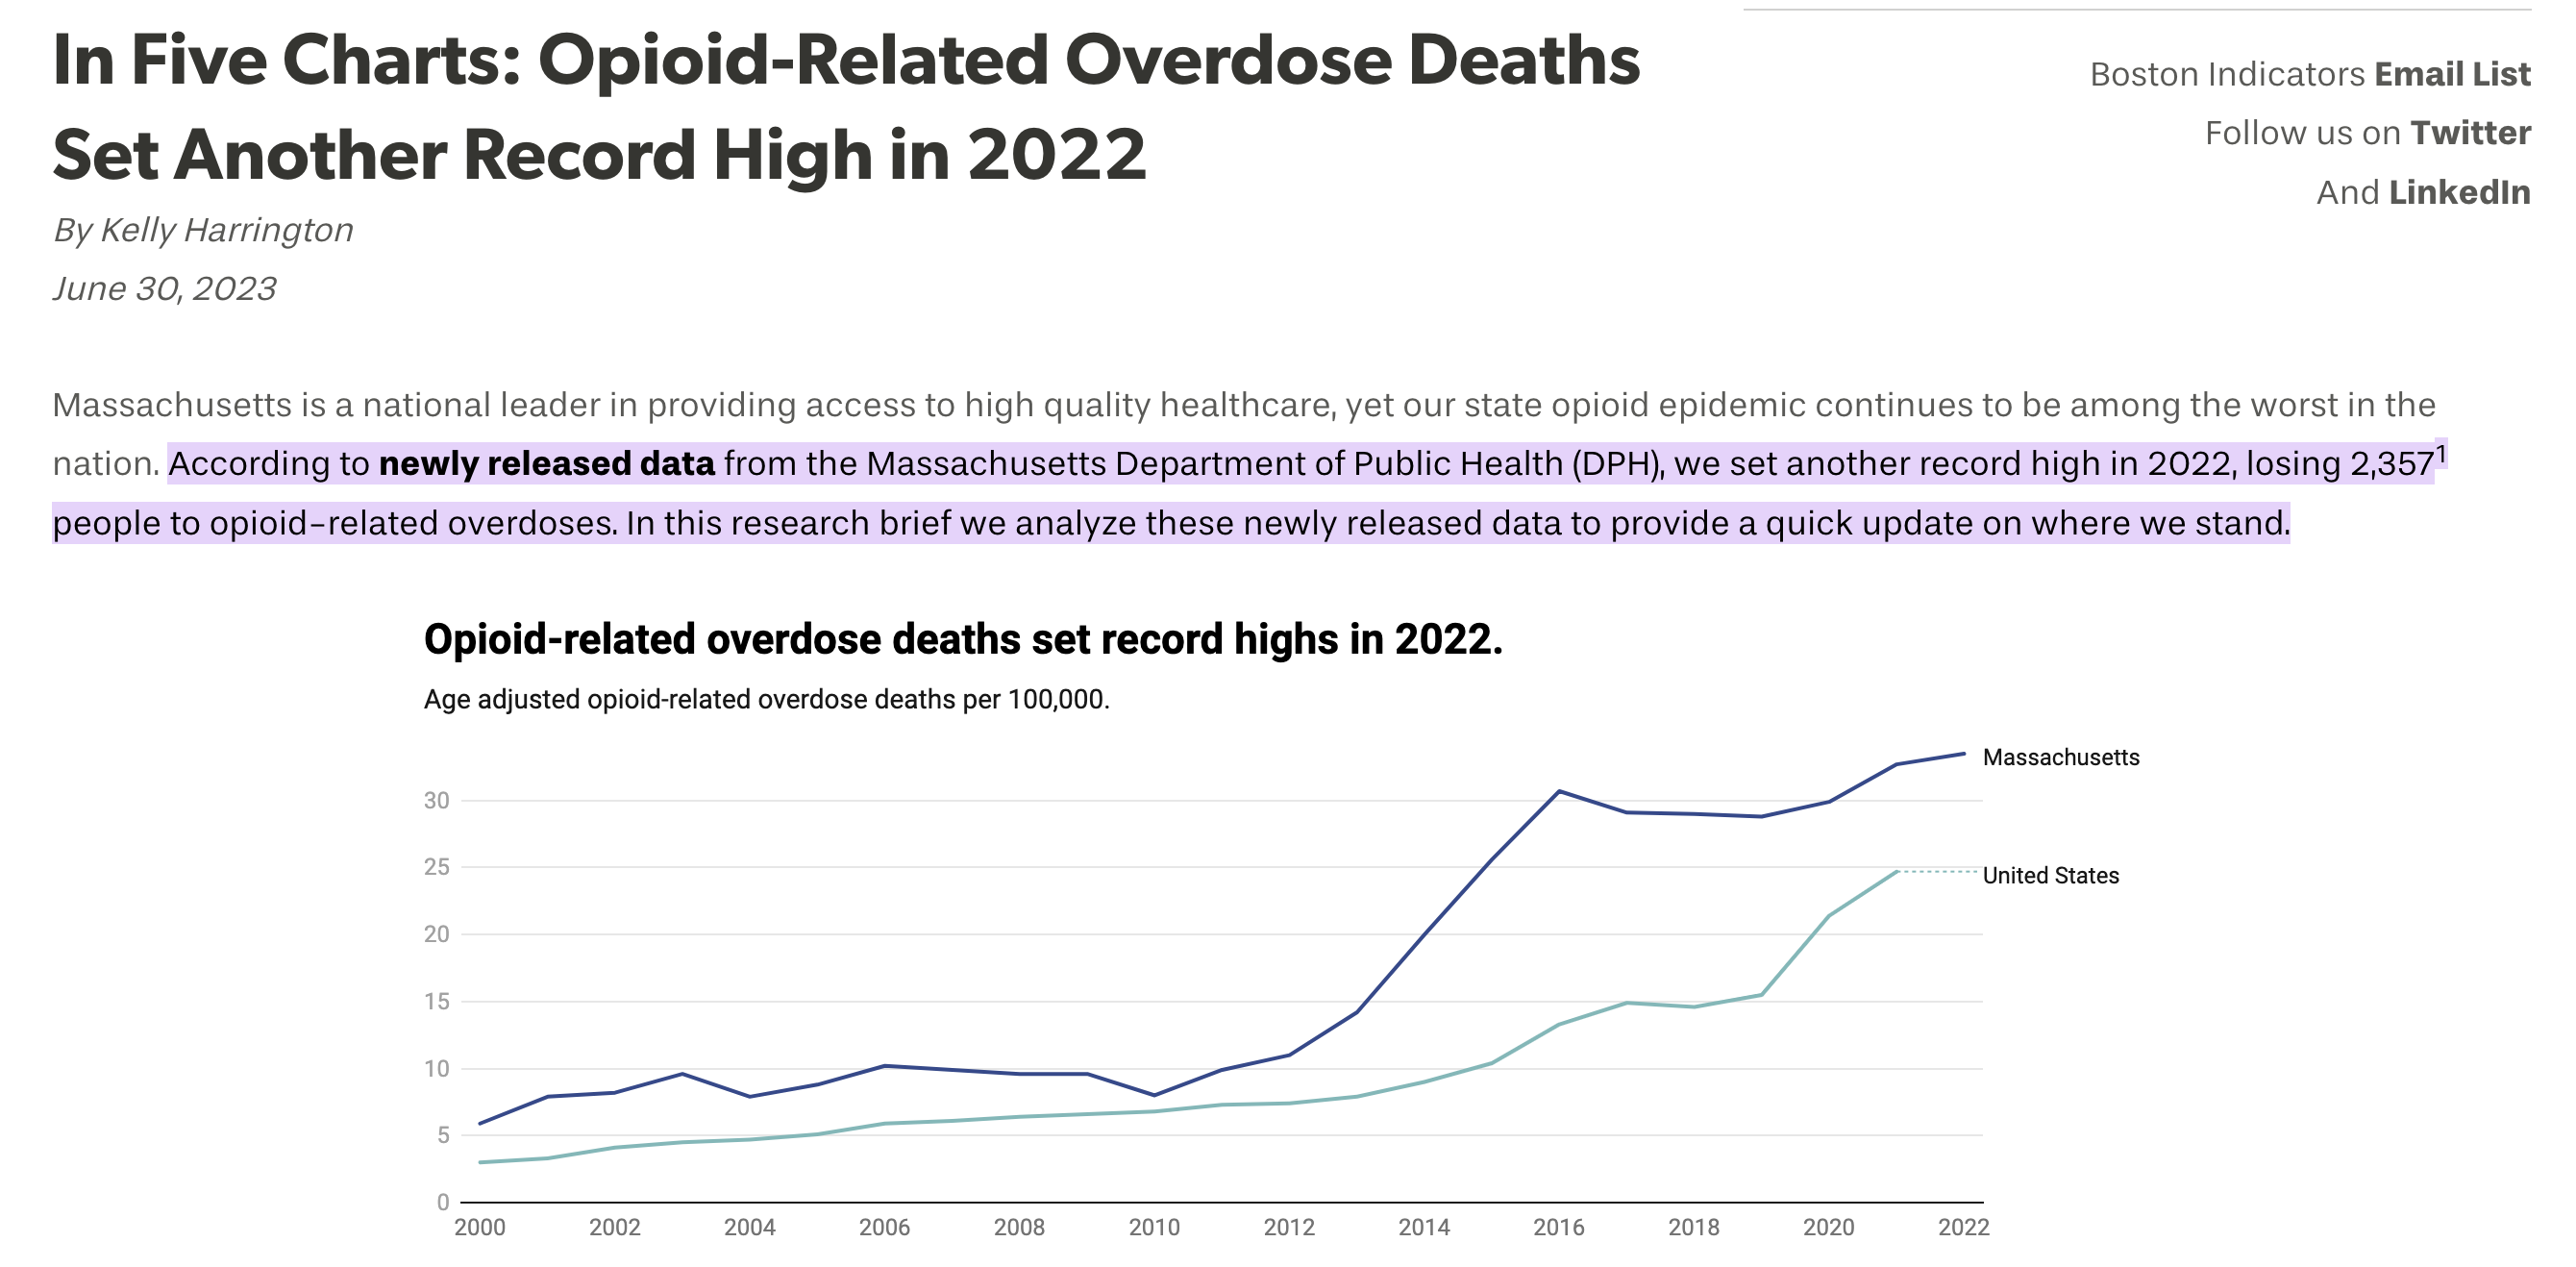 In Five Charts: Opioid-Related Overdose Deaths
Set Another Record High in 2022
By Kelly Harrington
June 30, 2023
Boston Indicators Email List
Follow us on Twitter
And LinkedIn
Massachusetts is a national leader in providing access to high quality healthcare, yet our state opioid epidemic continues to be among the worst in the
nation. According to newly released data from the Massachusetts Department of Public Health (DPH), we set another record high in 2022, losing 2,357¹
people to opioid-related overdoses. In this research brief we analyze these newly released data to provide a quick update on where we stand.
Opioid-related overdose deaths set record highs in 2022.
Age adjusted opioid-related overdose deaths per 100,000.
Massachusetts
30
25
United States
20
15
10
5
0
2000 2002 2004 2006 2008 2010 2012 2014 2016 2018 2020 2022